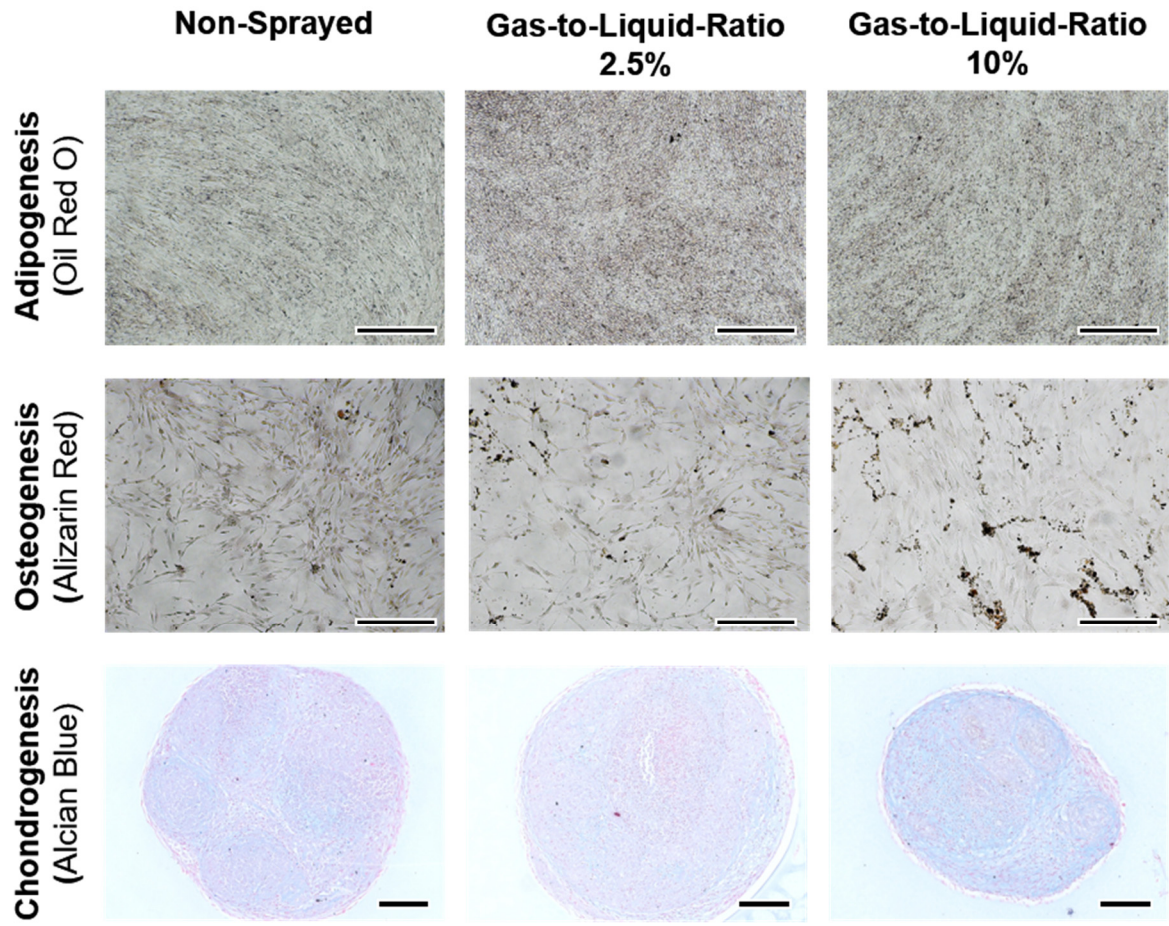 Non-Sprayed
Gas-to-Liquid-Ratio
2.5%
Gas-to-Liquid-Ratio
10%
Adipogenesis
(Oil Red O)
Osteogenesis
(Alizarin Red)
Chondrogenesis
(Alcian Blue)